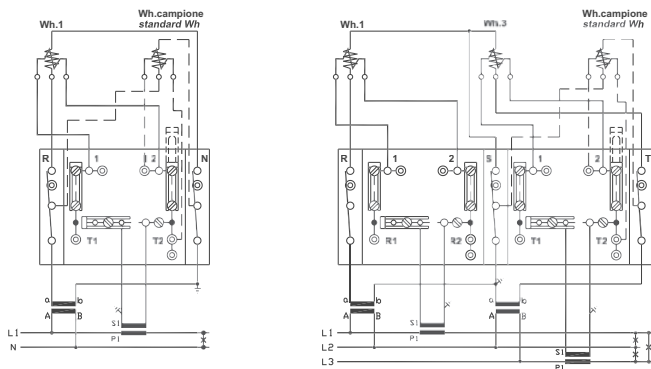 Wh.campione
standard Wh
Wh.1
R 1 2 N
T1 T2
a b
A B
S1
P1
L1
N
Wh.campione
standard Wh
Wh.1 Wh.3
R 1 2 S 1 2 T
R1 R2 T1 T2
a b a b
A B A B
S1
P1
L1
L2
L3
S1
P1